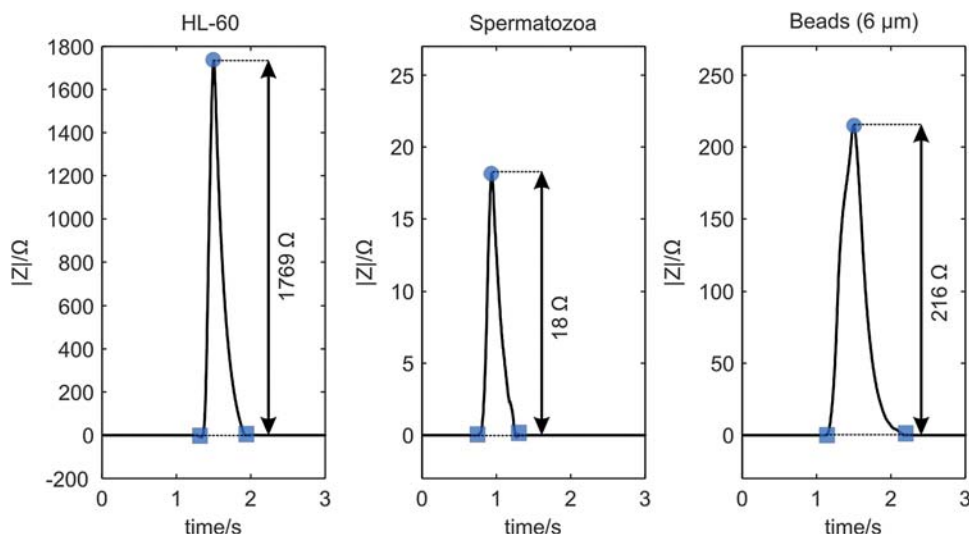 HL-60
Spermatozoa
Beads (6 µm)
1800
1600
1400
1200
1000
800
600
400
200
0
-200
|Z|/Ω
1769 Ω
0 1 2 3
time/s
25
20
15
10
5
0
|Z|/Ω
18 Ω
0 1 2 3
time/s
250
200
150
100
50
0
|Z|/Ω
216 Ω
0 1 2 3
time/s